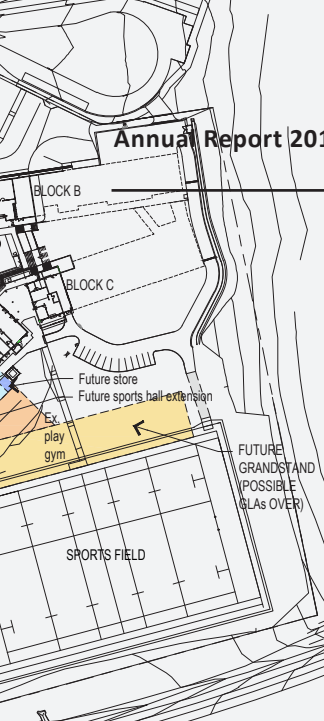 Annual Report 201
BLOCK B
BLOCK C
Future store
Future sports hall extension
Ex.
play
gym
FUTURE
GRANDSTAND
(POSSIBLE
GLAs OVER)
SPORTS FIELD